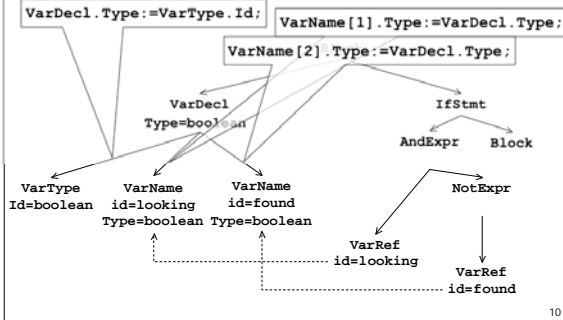 VarDecl.Type:=VarType.Id;
VarName[1].Type:=VarDecl.Type;
VarName[2].Type:=VarDecl.Type;
VarDecl
Type=boolean
IfStmt
AndExpr
Block
VarType
Id=boolean
VarName
id=looking
Type=boolean
VarName
id=found
Type=boolean
NotExpr
VarRef
id=looking
VarRef
id=found
10